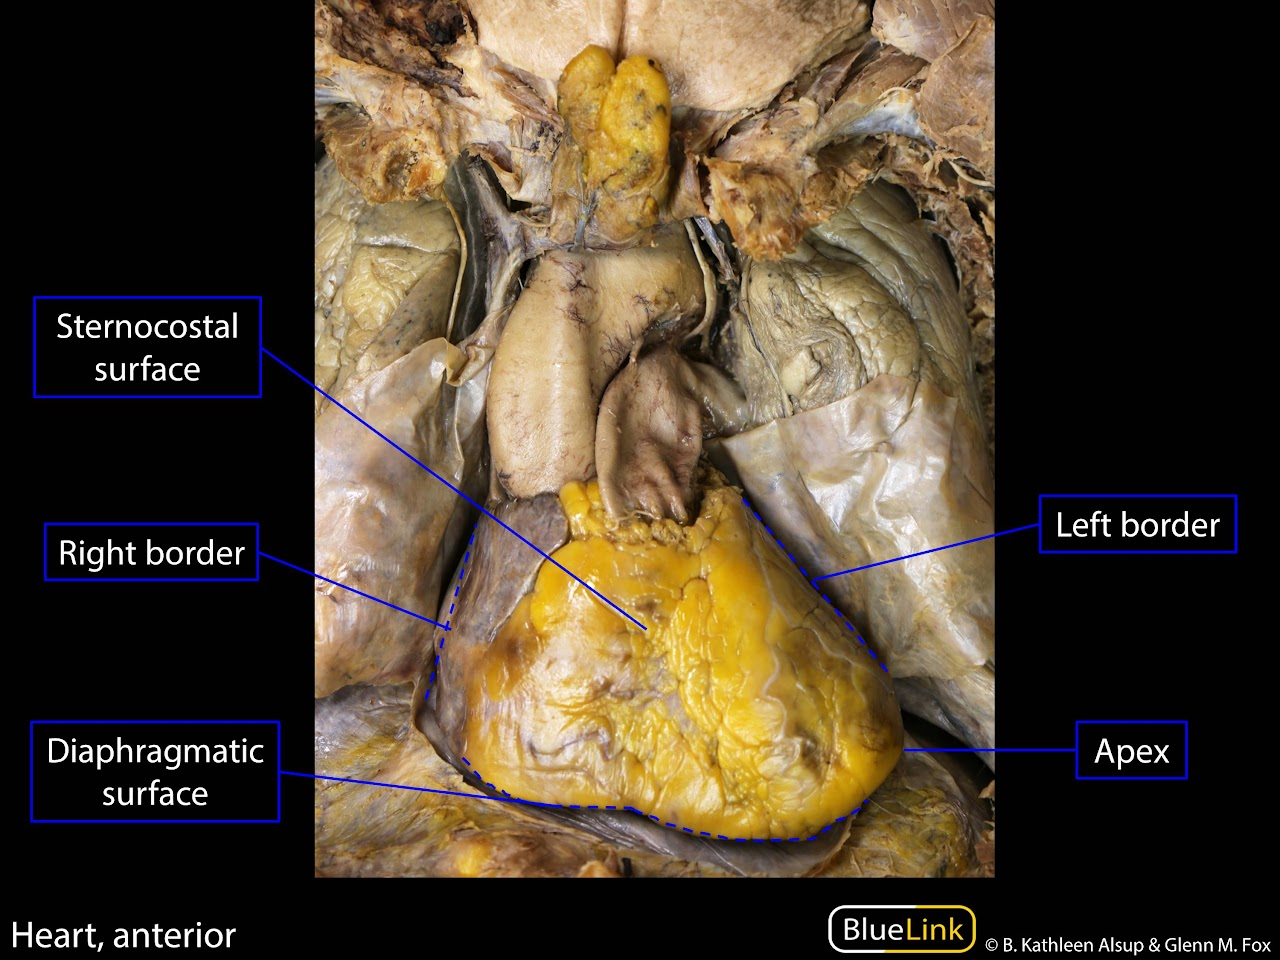 Sternocostal
surface
Right border
Diaphragmatic
surface
Left border
Apex
Heart, anterior
BlueLink
© B. Kathleen Alsup & Glenn M. Fox